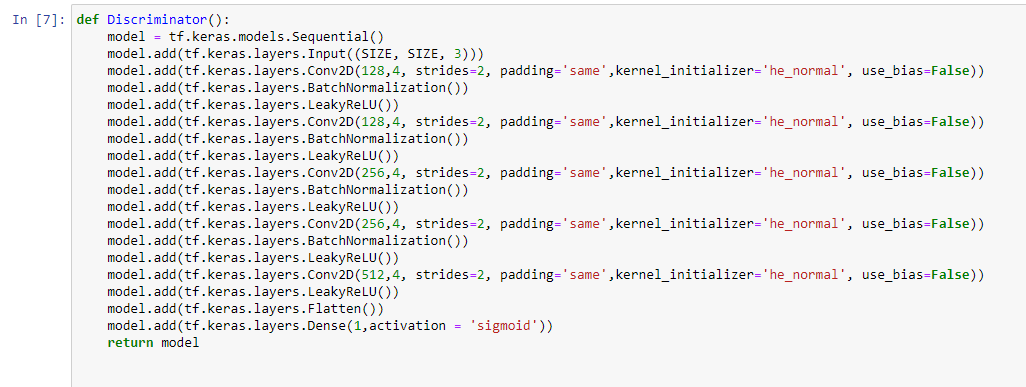 In [7]: def Discriminator():
    model = tf.keras.models.Sequential()
    model.add(tf.keras.layers.Input((SIZE, SIZE, 3)))
    model.add(tf.keras.layers.Conv2D(128,4, strides=2, padding='same',kernel_initializer='he_normal', use_bias=False))
    model.add(tf.keras.layers.BatchNormalization())
    model.add(tf.keras.layers.LeakyReLU())
    model.add(tf.keras.layers.Conv2D(128,4, strides=2, padding='same',kernel_initializer='he_normal', use_bias=False))
    model.add(tf.keras.layers.BatchNormalization())
    model.add(tf.keras.layers.LeakyReLU())
    model.add(tf.keras.layers.Conv2D(256,4, strides=2, padding='same',kernel_initializer='he_normal', use_bias=False))
    model.add(tf.keras.layers.BatchNormalization())
    model.add(tf.keras.layers.LeakyReLU())
    model.add(tf.keras.layers.Conv2D(256,4, strides=2, padding='same',kernel_initializer='he_normal', use_bias=False))
    model.add(tf.keras.layers.BatchNormalization())
    model.add(tf.keras.layers.LeakyReLU())
    model.add(tf.keras.layers.Conv2D(512,4, strides=2, padding='same',kernel_initializer='he_normal', use_bias=False))
    model.add(tf.keras.layers.LeakyReLU())
    model.add(tf.keras.layers.Flatten())
    model.add(tf.keras.layers.Dense(1,activation = 'sigmoid'))
    return model